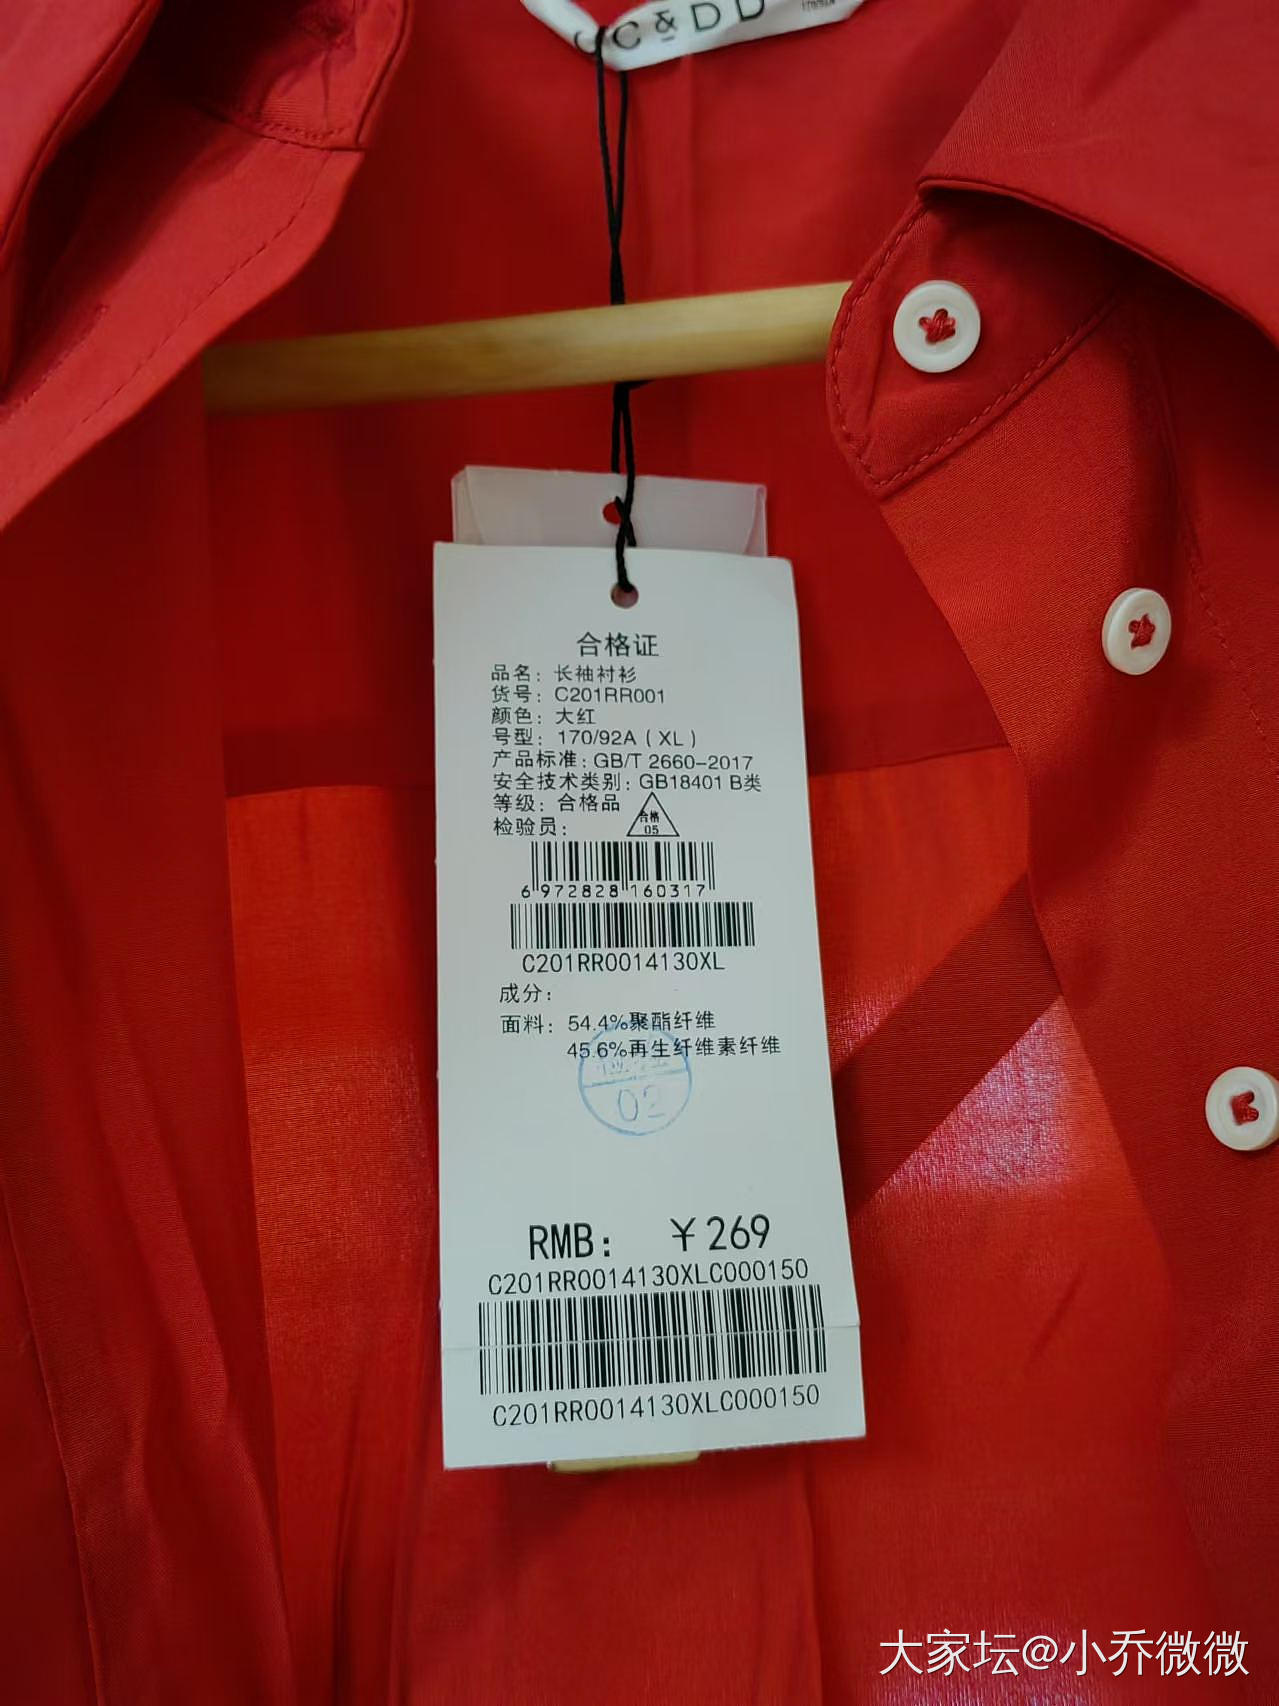 C&DD
合格证
品名：长袖衬衫
货号：C201RR001
颜色：大红
号型：170/92A（XL）
产品标准：GB/T 2660-2017
安全技术类别：GB18401 B类
等级：合格品
检验员：
合格
05
6 972828 160317
C201RR0014130XL
成分：
面料：54.4%聚酯纤维
45.6%再生纤维素纤维
02
RMB： ￥269
C201RR0014130XLC000150
C201RR0014130XLC000150
大家坛@小乔微微